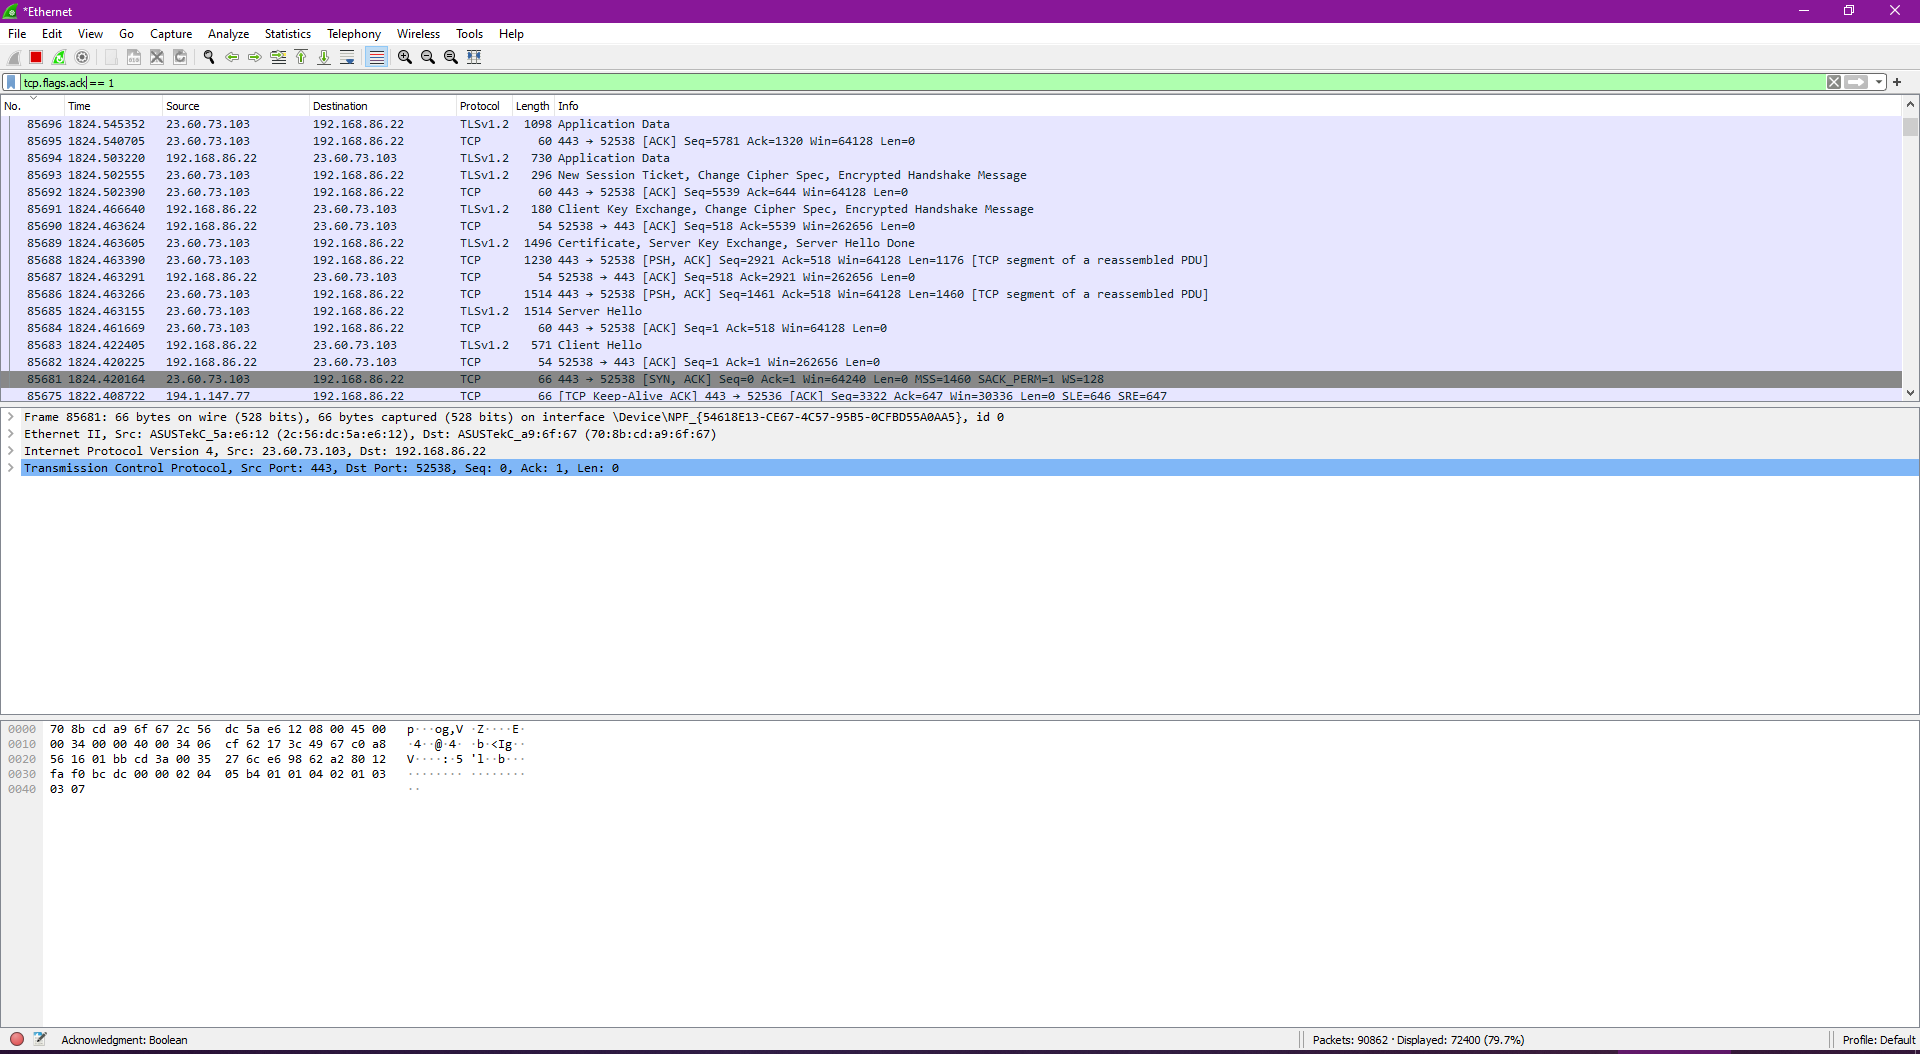 *Ethernet
File Edit View Go Capture Analyze Statistics Telephony Wireless Tools Help
tcp.flags.ack == 1
No. Time Source Destination Protocol Length Info
85696 1824.545352 23.60.73.103 192.168.86.22 TLSv1.2 1098 Application Data
85695 1824.540705 23.60.73.103 192.168.86.22 TCP 60 443 → 52538 [ACK] Seq=5781 Ack=1320 Win=64128 Len=0
85694 1824.503220 192.168.86.22 23.60.73.103 TLSv1.2 730 Application Data
85693 1824.502555 23.60.73.103 192.168.86.22 TLSv1.2 296 New Session Ticket, Change Cipher Spec, Encrypted Handshake Message
85692 1824.502390 23.60.73.103 192.168.86.22 TCP 60 443 → 52538 [ACK] Seq=5539 Ack=644 Win=64128 Len=0
85691 1824.466640 192.168.86.22 23.60.73.103 TLSv1.2 180 Client Key Exchange, Change Cipher Spec, Encrypted Handshake Message
85690 1824.463624 192.168.86.22 23.60.73.103 TCP 54 52538 → 443 [ACK] Seq=518 Ack=5539 Win=262656 Len=0
85689 1824.463605 23.60.73.103 192.168.86.22 TLSv1.2 1496 Certificate, Server Key Exchange, Server Hello Done
85688 1824.463390 23.60.73.103 192.168.86.22 TCP 1230 443 → 52538 [PSH, ACK] Seq=2921 Ack=518 Win=64128 Len=1176 [TCP segment of a reassembled PDU]
85687 1824.463291 192.168.86.22 23.60.73.103 TCP 54 52538 → 443 [ACK] Seq=518 Ack=2921 Win=262656 Len=0
85686 1824.463266 23.60.73.103 192.168.86.22 TCP 1514 443 → 52538 [PSH, ACK] Seq=1461 Ack=518 Win=64128 Len=1460 [TCP segment of a reassembled PDU]
85685 1824.463155 23.60.73.103 192.168.86.22 TLSv1.2 1514 Server Hello
85684 1824.461669 23.60.73.103 192.168.86.22 TCP 60 443 → 52538 [ACK] Seq=1 Ack=518 Win=64128 Len=0
85683 1824.422405 192.168.86.22 23.60.73.103 TLSv1.2 571 Client Hello
85682 1824.420225 192.168.86.22 23.60.73.103 TCP 54 52538 → 443 [ACK] Seq=1 Ack=1 Win=262656 Len=0
85681 1824.420164 23.60.73.103 192.168.86.22 TCP 66 443 → 52538 [SYN, ACK] Seq=0 Ack=1 Win=64240 Len=0 MSS=1460 SACK_PERM=1 WS=128
85675 1822.408722 194.1.147.77 192.168.86.22 TCP 66 [TCP Keep-Alive ACK] 443 → 52536 [ACK] Seq=3322 Ack=647 Win=30336 Len=0 SLE=646 SRE=647
Frame 85681: 66 bytes on wire (528 bits), 66 bytes captured (528 bits) on interface \Device\NPF_{54618E13-CE67-4C57-95B5-0CFBD55A0AA5}, id 0
Ethernet II, Src: ASUSTekC_5a:e6:12 (2c:56:dc:5a:e6:12), Dst: ASUSTekC_a9:6f:67 (70:8b:cd:a9:6f:67)
Internet Protocol Version 4, Src: 23.60.73.103, Dst: 192.168.86.22
Transmission Control Protocol, Src Port: 443, Dst Port: 52538, Seq: 0, Ack: 1, Len: 0
0000 70 8b cd a9 6f 67 2c 56 dc 5a e6 12 08 00 45 00 p···og,V ·Z····E·
0010 00 34 00 00 40 00 34 06 cf 62 17 3c 49 67 c0 a8 ·4··@·4· ·b·<Ig··
0020 56 16 01 bb cd 3a 00 35 27 6c e6 98 62 a2 80 12 V····:·5 'l··b···
0030 fa f0 bc dc 00 00 02 04 05 b4 01 01 04 02 01 03 ········ ········
0040 03 07 ··
Acknowledgment: Boolean Packets: 90862 · Displayed: 72400 (79.7%) Profile: Default